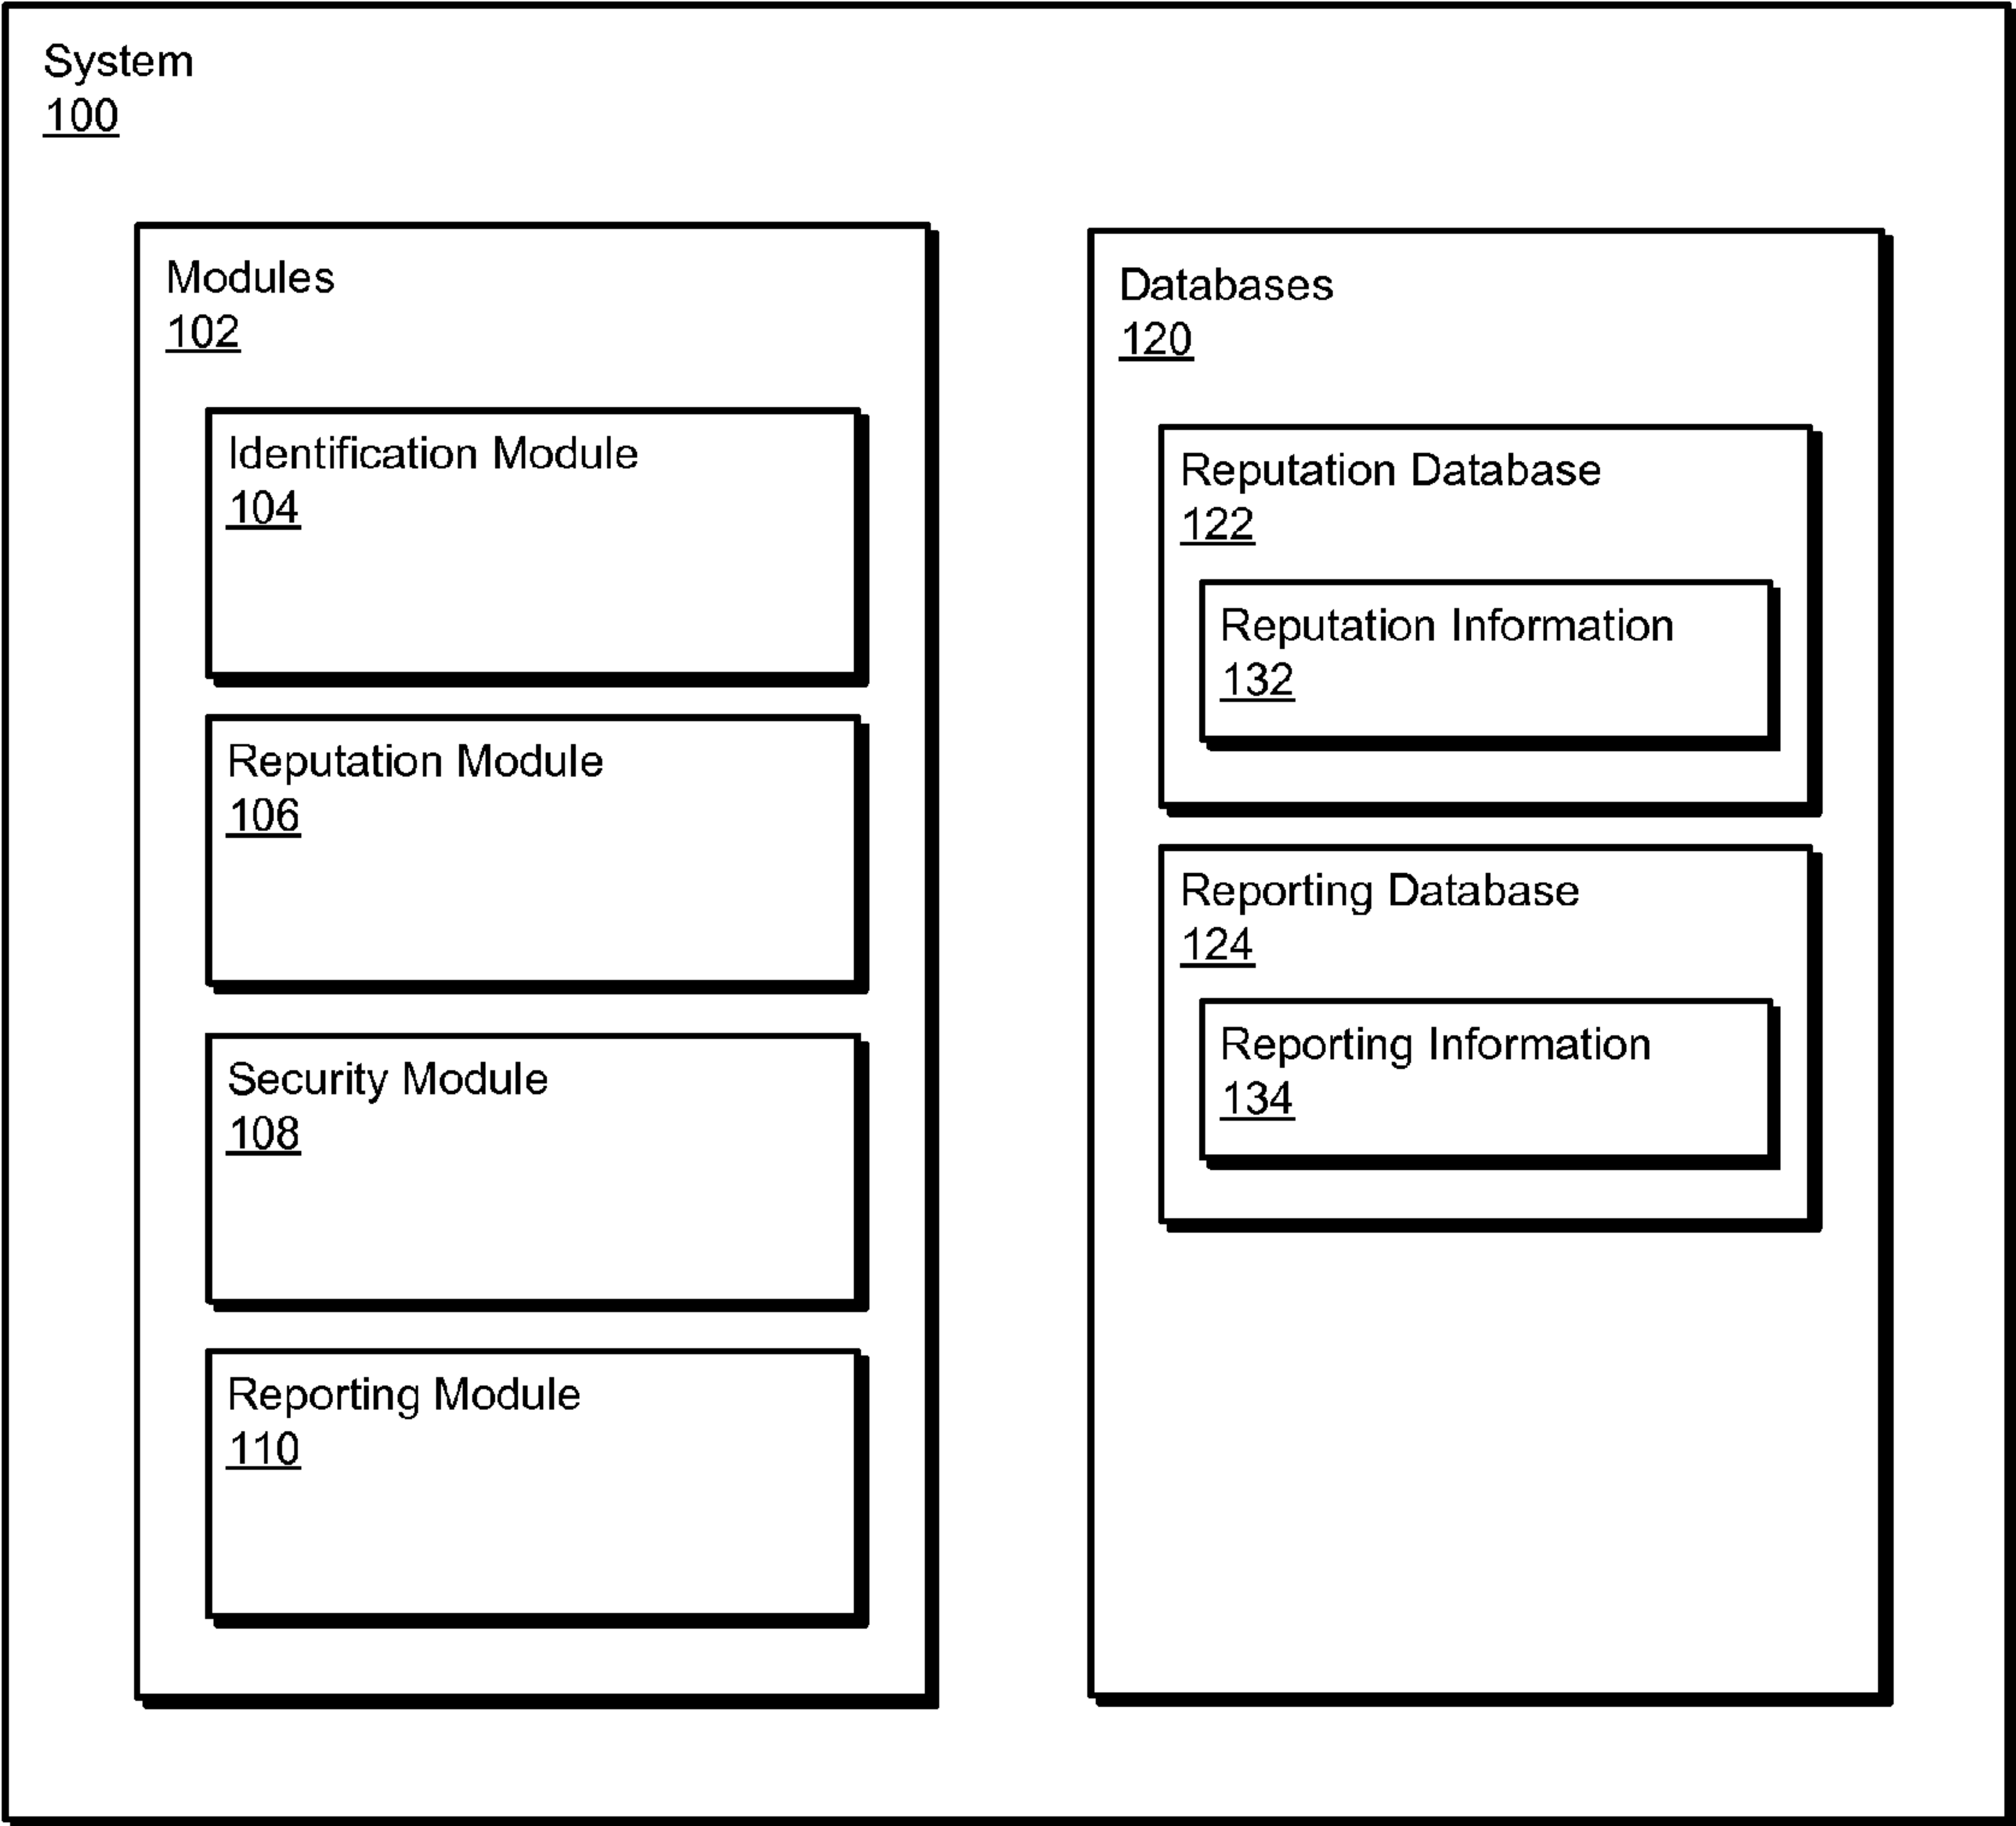 System
100
Modules
102
Identification Module
104
Reputation Module
106
Security Module
108
Reporting Module
110
Databases
120
Reputation Database
122
Reputation Information
132
Reporting Database
124
Reporting Information
134